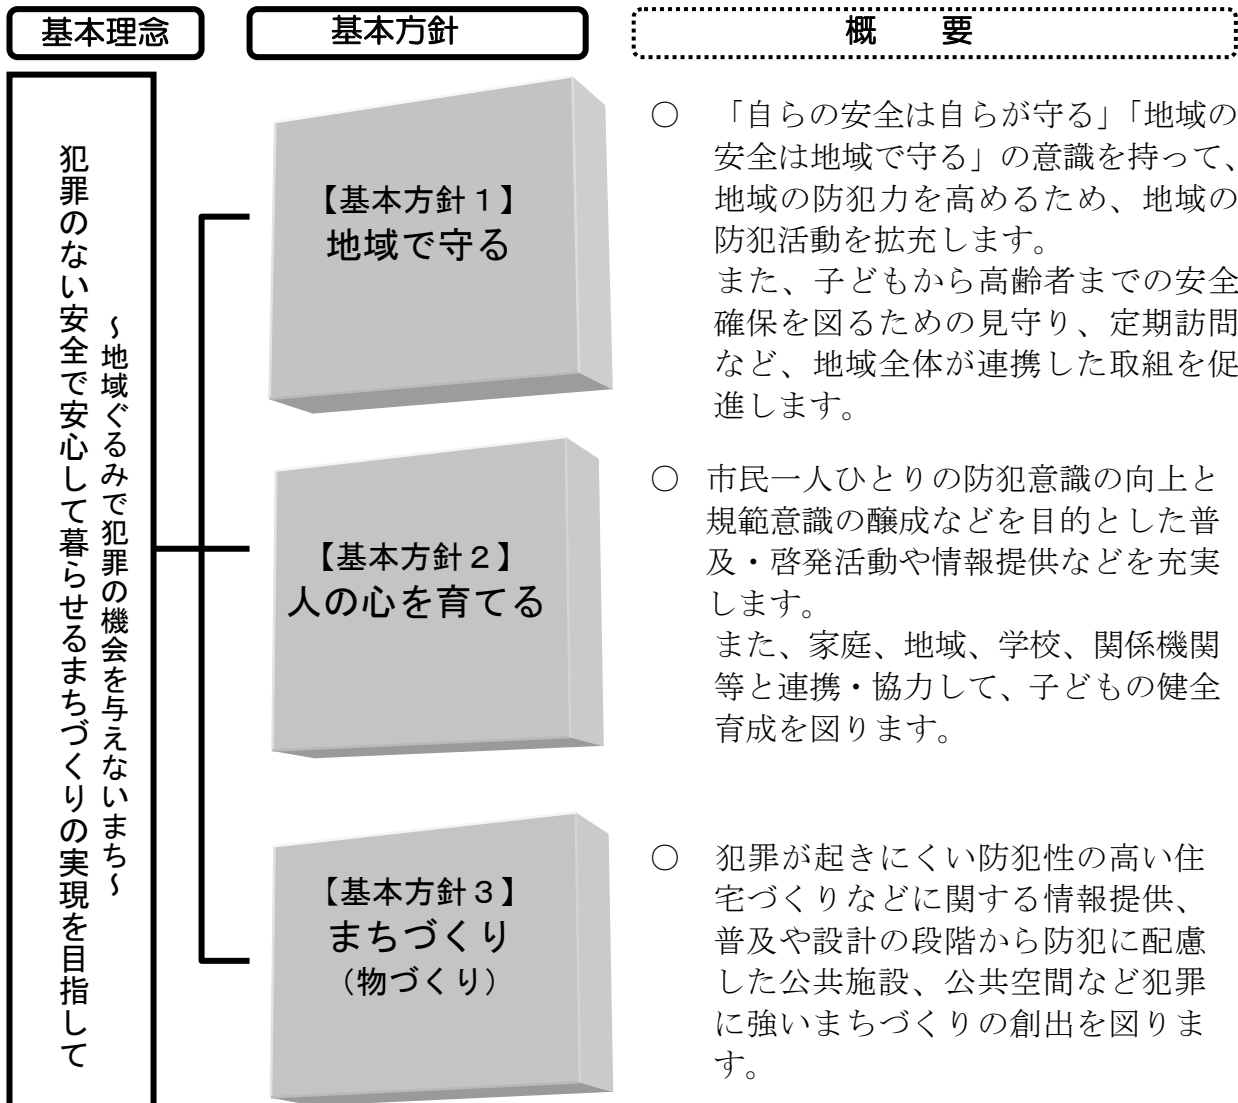 基本理念
基本方針
概　要
犯罪のない安全で安心して暮らせるまちづくりの実現を目指して
～地域ぐるみで犯罪の機会を与えないまち～
【基本方針１】
地域で守る
○　「自らの安全は自らが守る」「地域の
安全は地域で守る」の意識を持って、
地域の防犯力を高めるため、地域の
防犯活動を拡充します。
また、子どもから高齢者までの安全
確保を図るための見守り、定期訪問
など、地域全体が連携した取組を促
進します。
【基本方針２】
人の心を育てる
○　市民一人ひとりの防犯意識の向上と
規範意識の醸成などを目的とした普
及・啓発活動や情報提供などを充実
します。
また、家庭、地域、学校、関係機関
等と連携・協力して、子どもの健全
育成を図ります。
【基本方針３】
まちづくり
（物づくり）
○　犯罪が起きにくい防犯性の高い住
宅づくりなどに関する情報提供、
普及や設計の段階から防犯に配慮
した公共施設、公共空間など犯罪
に強いまちづくりの創出を図りま
す。